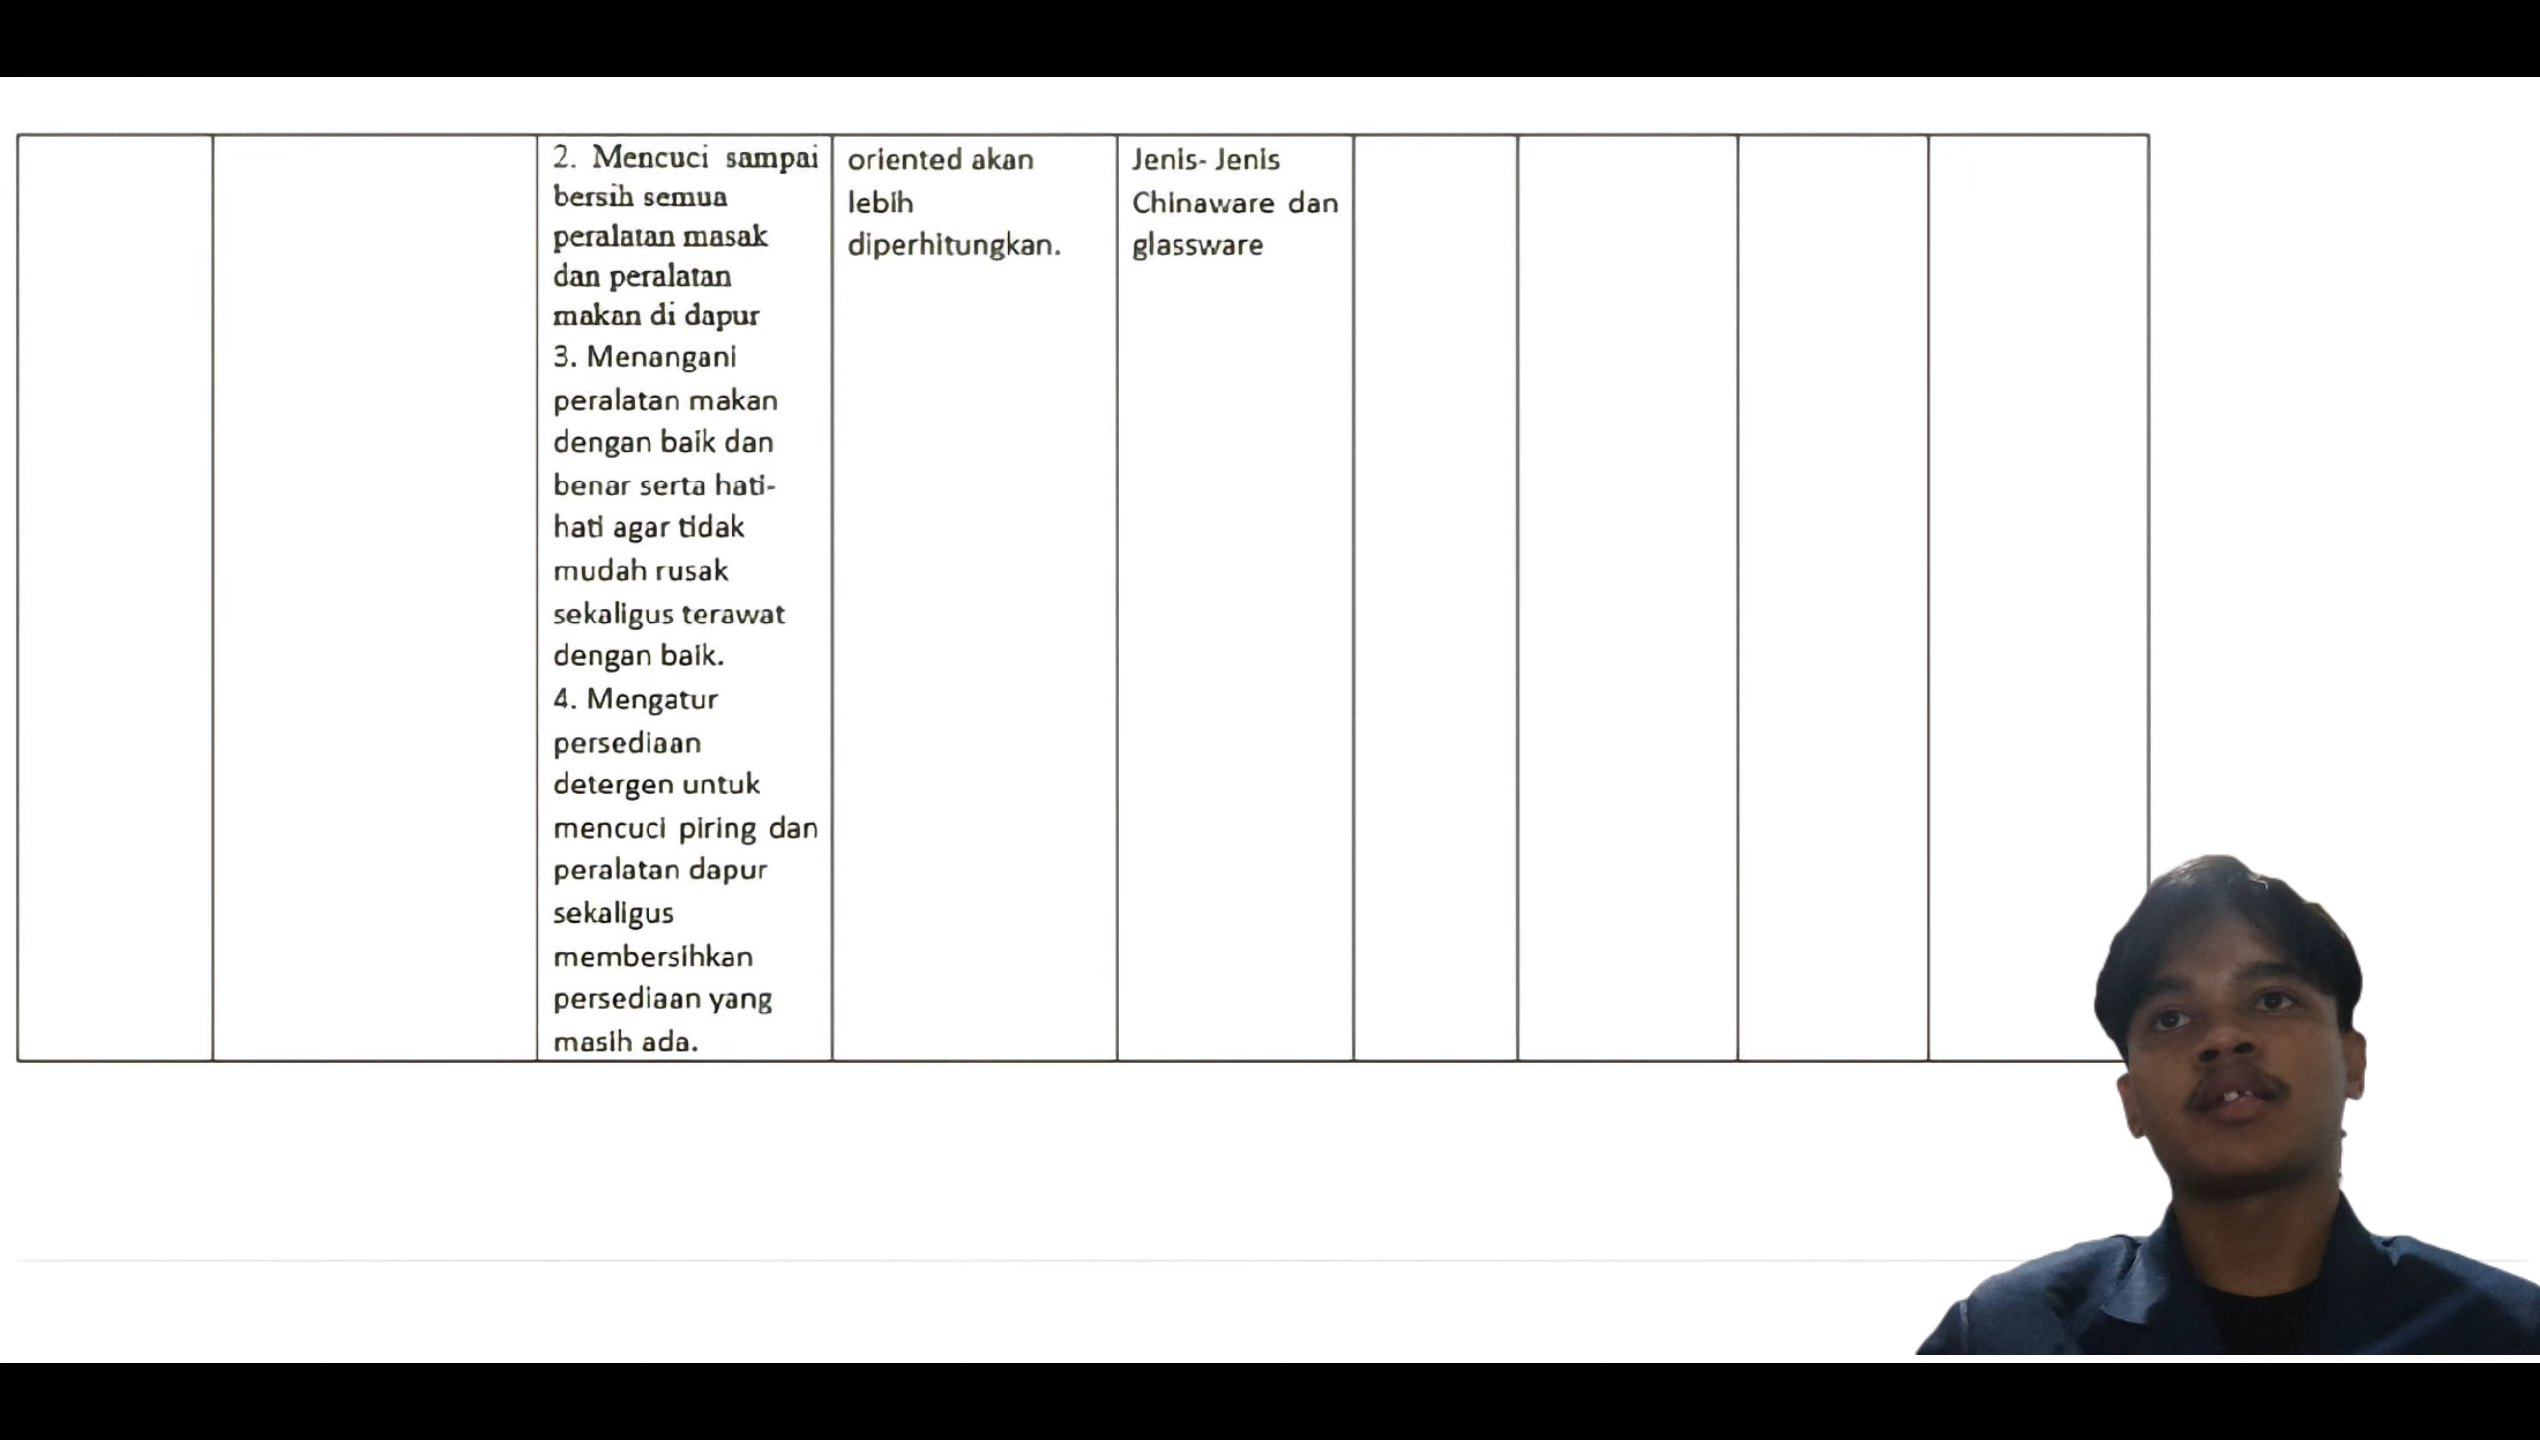 2. Mencuci sampai
bersih semua
peralatan masak
dan peralatan
makan di dapur
3. Menangani
peralatan makan
dengan baik dan
benar serta hati-
hati agar tidak
mudah rusak
sekaligus terawat
dengan baik.
4. Mengatur
persediaan
detergen untuk
mencuci piring dan
peralatan dapur
sekaligus
membersihkan
persediaan yang
masih ada.
oriented akan
lebih
diperhitungkan.
Jenis- Jenis
Chinaware dan
glassware